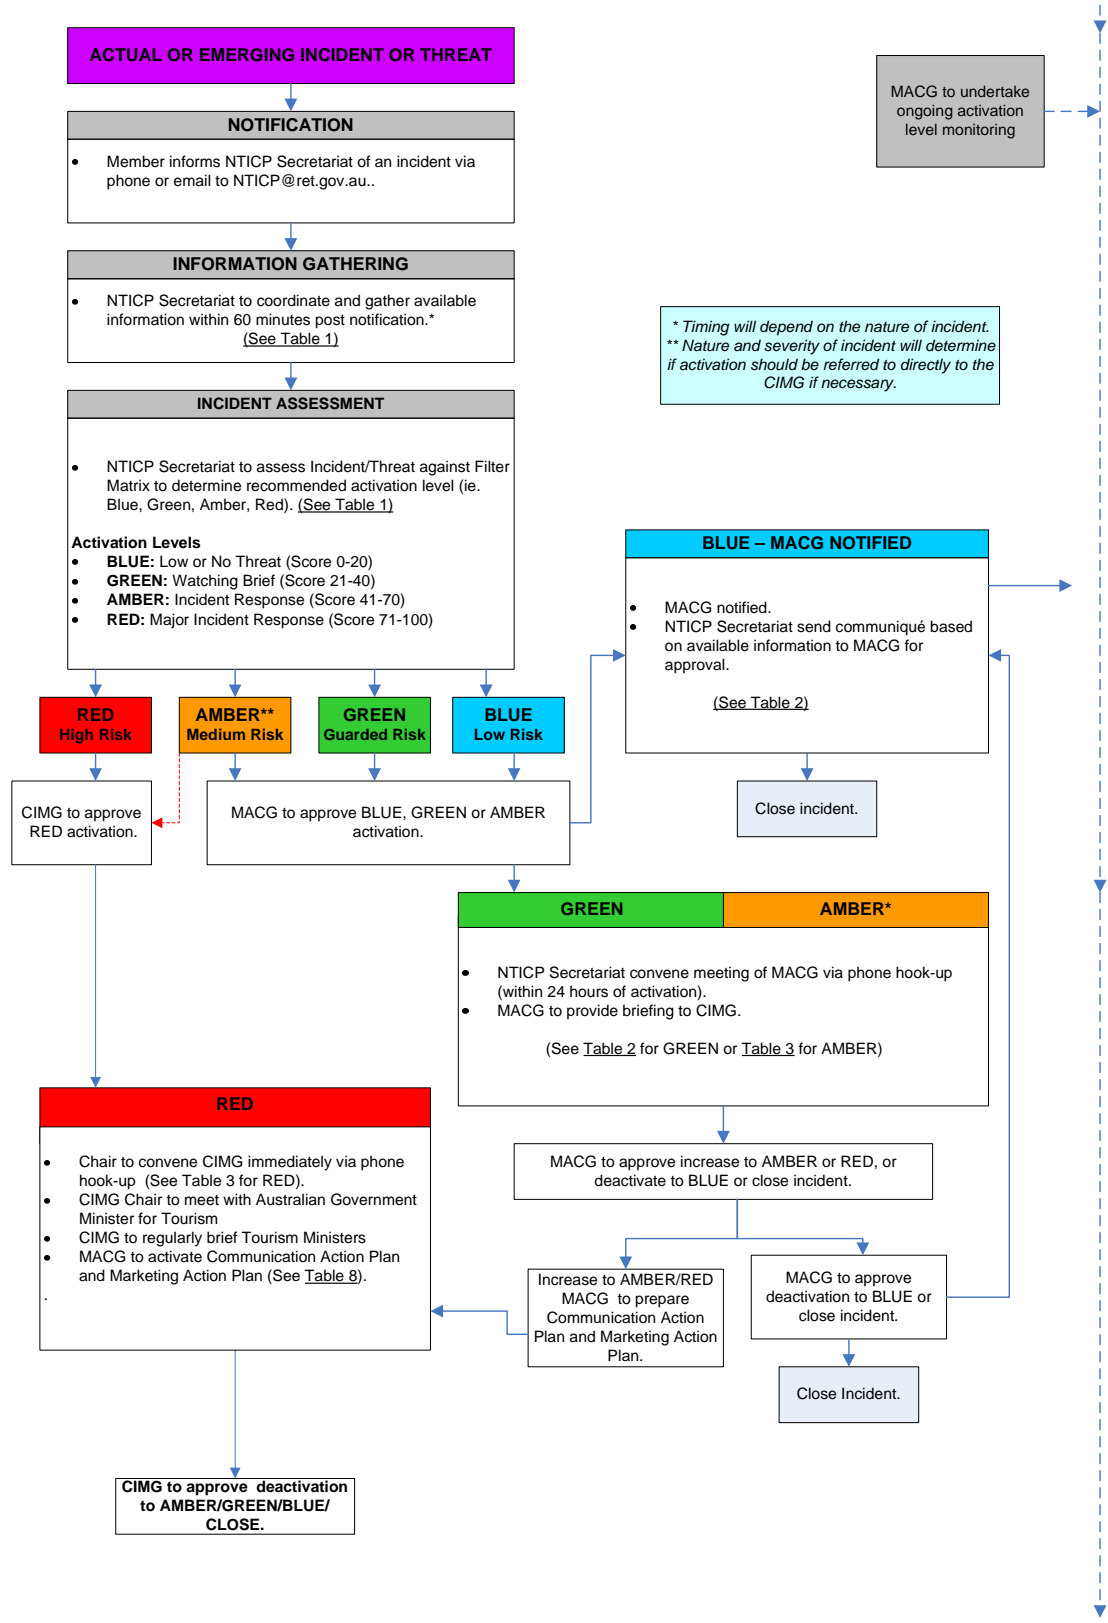 ACTUAL OR EMERGING INCIDENT OR THREAT
MACG to undertake
ongoing activation
level monitoring
NOTIFICATION
• Member informs NTICP Secretariat of an incident via
phone or email to NTICP@ret.gov.au..
INFORMATION GATHERING
• NTICP Secretariat to coordinate and gather available
information within 60 minutes post notification.*
(See Table 1)
* Timing will depend on the nature of incident.
** Nature and severity of incident will determine
if activation should be referred to directly to the
CIMG if necessary.
INCIDENT ASSESSMENT
• NTICP Secretariat to assess Incident/Threat against Filter
Matrix to determine recommended activation level (ie.
Blue, Green, Amber, Red). (See Table 1)
Activation Levels
• BLUE: Low or No Threat (Score 0-20)
• GREEN: Watching Brief (Score 21-40)
• AMBER: Incident Response (Score 41-70)
• RED: Major Incident Response (Score 71-100)
BLUE – MACG NOTIFIED
• MACG notified.
• NTICP Secretariat send communiqué based
on available information to MACG for
approval.
(See Table 2)
RED
High Risk
AMBER**
Medium Risk
GREEN
Guarded Risk
BLUE
Low Risk
CIMG to approve
RED activation.
MACG to approve BLUE, GREEN or AMBER
activation.
Close incident.
GREEN
AMBER*
• NTICP Secretariat convene meeting of MACG via phone hook-up
(within 24 hours of activation).
• MACG to provide briefing to CIMG.
(See Table 2 for GREEN or Table 3 for AMBER)
RED
• Chair to convene CIMG immediately via phone
hook-up (See Table 3 for RED).
• CIMG Chair to meet with Australian Government
Minister for Tourism
• CIMG to regularly brief Tourism Ministers
• MACG to activate Communication Action Plan
and Marketing Action Plan (See Table 8).
.
MACG to approve increase to AMBER or RED, or
deactivate to BLUE or close incident.
Increase to AMBER/RED
MACG to prepare
Communication Action
Plan and Marketing Action
Plan.
MACG to approve
deactivation to BLUE or
close incident.
Close Incident.
CIMG to approve deactivation
to AMBER/GREEN/BLUE/
CLOSE.